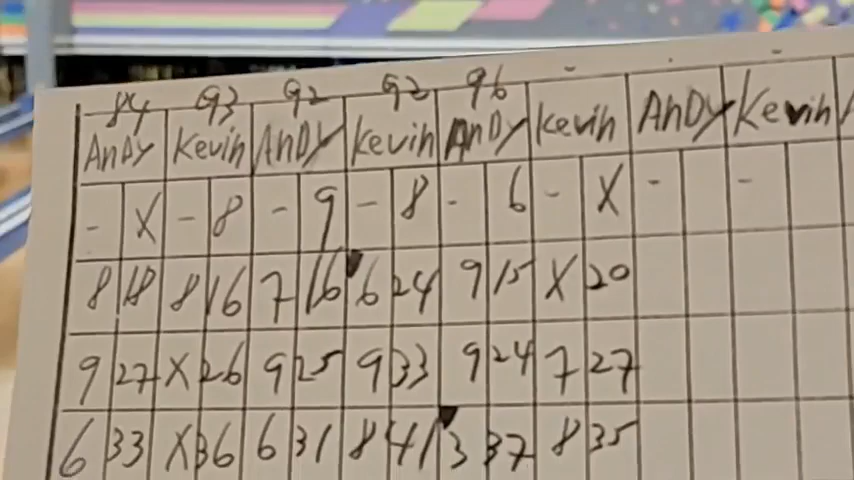 84 93 92 92 96 - - -
ANDY Kevin ANDY Kevin ANDY Kevin ANDY Kevin
- X - 8 - 9 - 8 - 6 - X - -
8 18 8 16 7 16 6 24 9 15 X 20
9 27 X 26 9 25 9 33 9 24 7 27
6 33 X 36 6 31 8 41 3 37 8 35